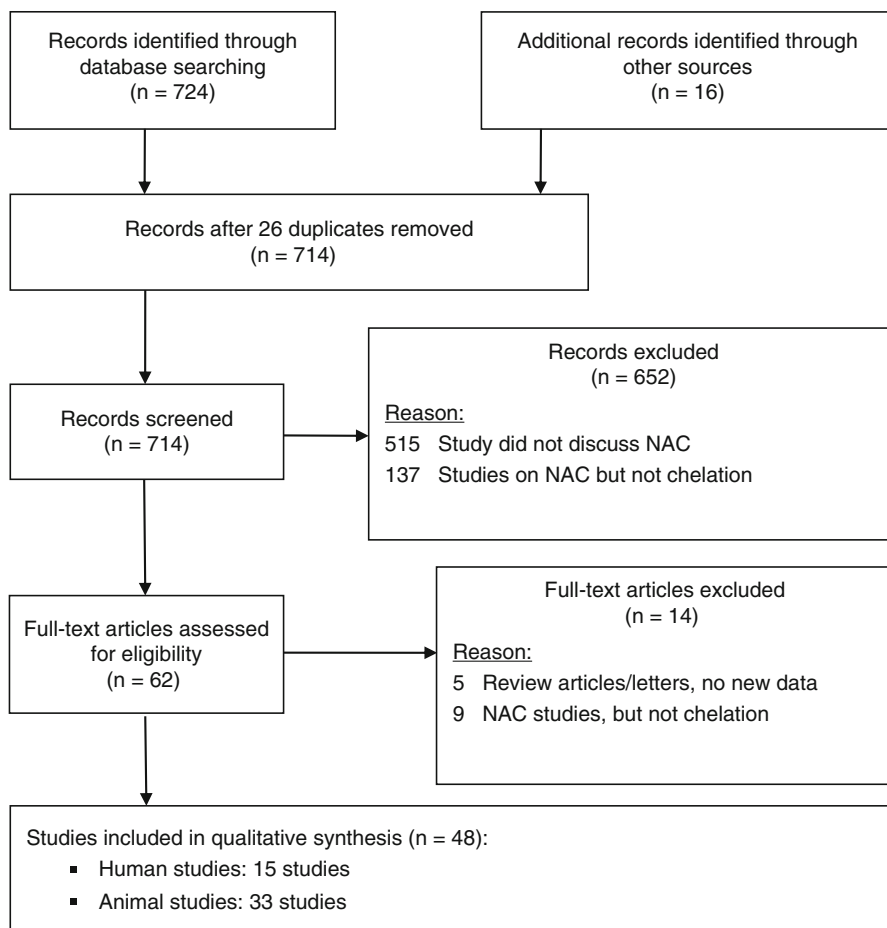 Records identified through
database searching
(n = 724)
Additional records identified through
other sources
(n = 16)
Records after 26 duplicates removed
(n = 714)
Records screened
(n = 714)
Records excluded
(n = 652)
Reason:
515 Study did not discuss NAC
137 Studies on NAC but not chelation
Full-text articles assessed
for eligibility
(n = 62)
Full-text articles excluded
(n = 14)
Reason:
5 Review articles/letters, no new data
9 NAC studies, but not chelation
Studies included in qualitative synthesis (n = 48):
▪ Human studies: 15 studies
▪ Animal studies: 33 studies